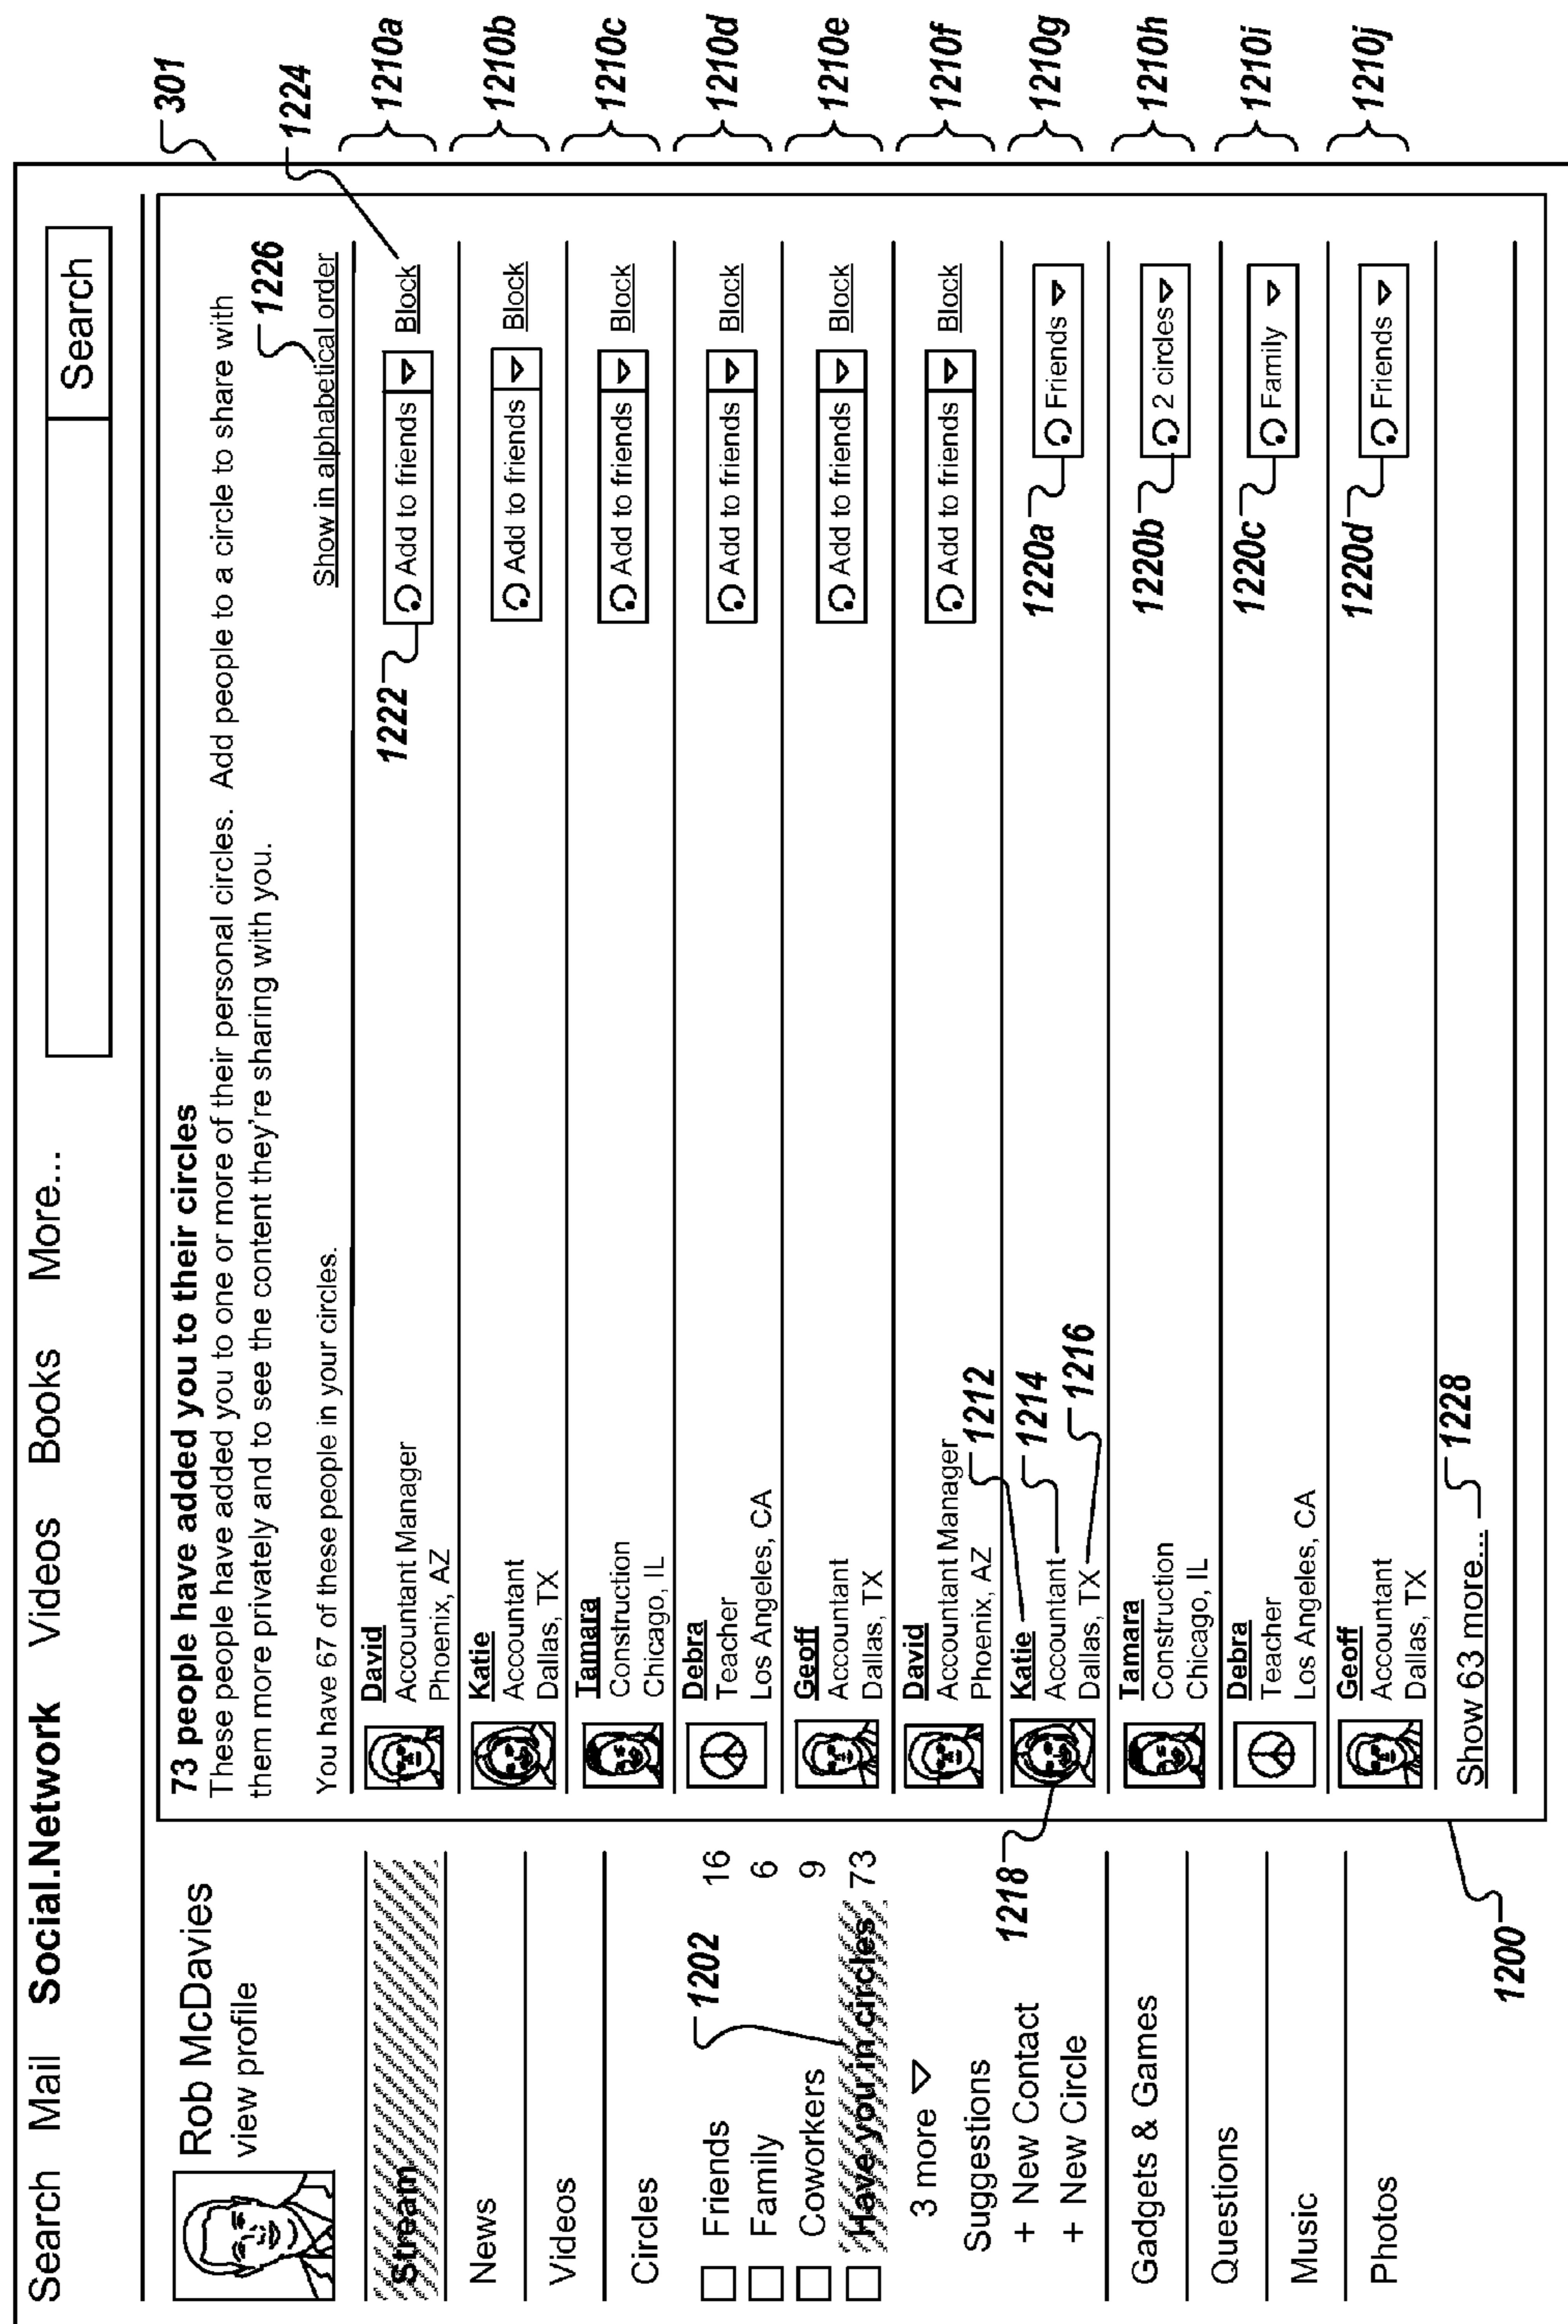 Search Mail Social.Network Videos Books More...
Search
301
Rob McDavies
view profile
Stream
News
Videos
Circles
Friends 16
Family 6
Coworkers 9
Have you in circles 73
1202
3 more
Suggestions
+ New Contact
+ New Circle
Gadgets & Games
Questions
Music
Photos
1200
73 people have added you to their circles
These people have added you to one or more of their personal circles. Add people to a circle to share with
them more privately and to see the content they're sharing with you.
1226
1224
You have 67 of these people in your circles. Show in alphabetical order
David
Accountant Manager
Phoenix, AZ
1222
Add to friends Block
1210a
Katie
Accountant
Dallas, TX
Add to friends Block
1210b
Tamara
Construction
Chicago, IL
Add to friends Block
1210c
Debra
Teacher
Los Angeles, CA
Add to friends Block
1210d
Geoff
Accountant
Dallas, TX
Add to friends Block
1210e
David
Accountant Manager
Phoenix, AZ
Add to friends Block
1210f
1212
Katie
Accountant
Dallas, TX
1214
1216
1218
1220a
Friends
1210g
Tamara
Construction
Chicago, IL
1220b
2 circles
1210h
Debra
Teacher
Los Angeles, CA
1220c
Family
1210i
Geoff
Accountant
Dallas, TX
1220d
Friends
1210j
Show 63 more...
1228